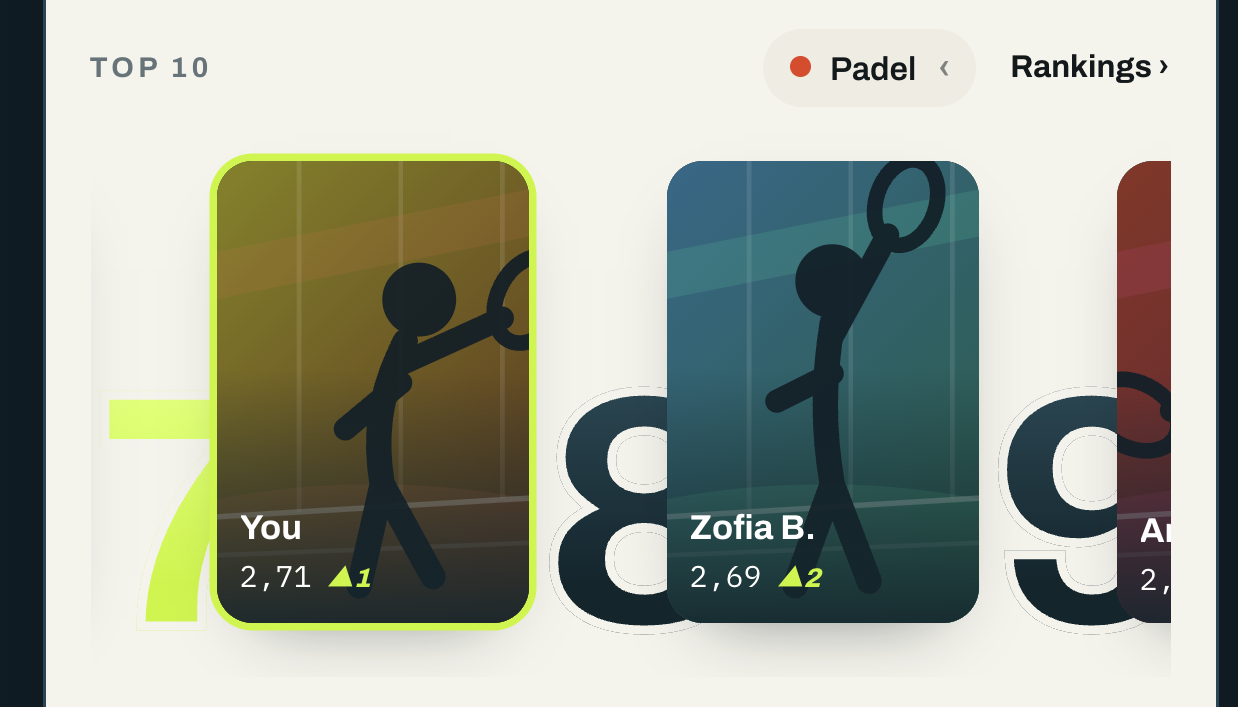 TOP 10
Padel ‹
Rankings ›
7
You
2,71 ▲1
8
Zofia B.
2,69 ▲2
9